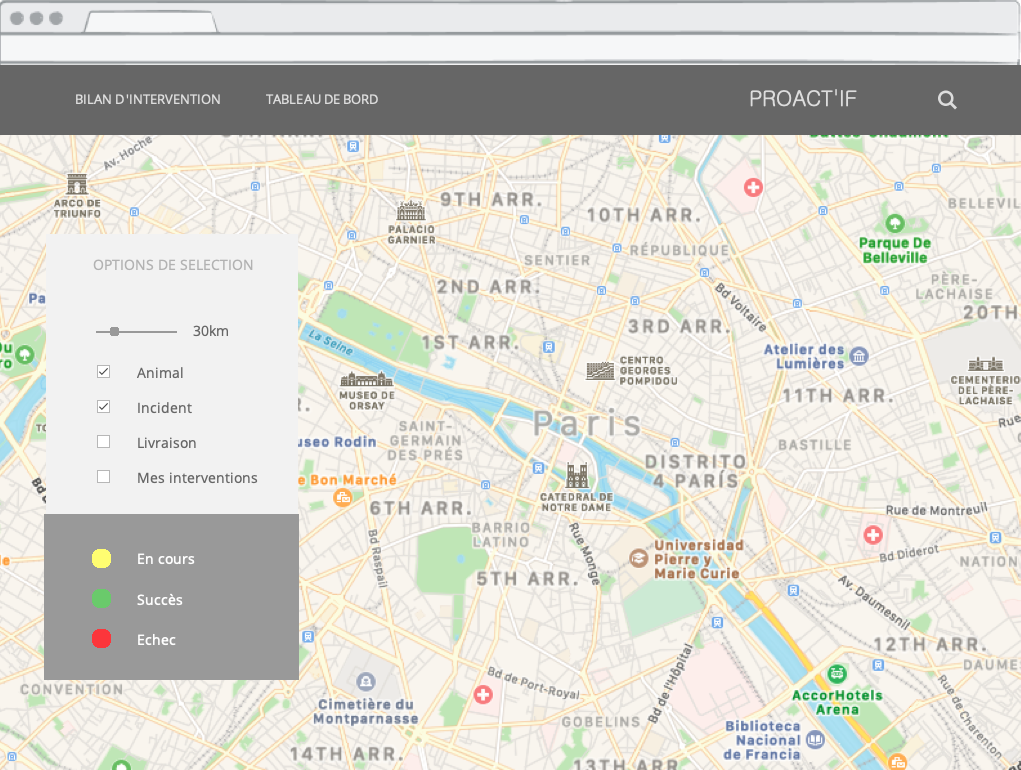 BILAN D'INTERVENTION
TABLEAU DE BORD
PROACT'IF
Av. Hoche
ARCO DE
TRIUNFO
9TH ARR.
PALACIO
GARNIER
10TH ARR.
RÉPUBLIQUE
SENTIER
BELLEVIL
Parque De
Belleville
PÈRE-
LACHAISE
20TH
2ND ARR.
Bd Voltaire
3RD ARR.
1ST ARR.
La Seine
CENTRO
GEORGES
POMPIDOU
Atelier des
Lumières
CEMENTERIO
DEL PÈRE-
LACHAISE
11TH ARR.
MUSEO DE
ORSAY
Paris
BASTILLE
OPTIONS DE SELECTION
30km
Animal
Incident
Livraison
Mes interventions
En cours
Succès
Echec
useo Rodin
SAINT-
GERMAIN
DES PRÉS
e Bon Marché
DISTRITO
4 PARÍS
CATEDRAL DE
NOTRE DAME
6TH ARR.
BARRIO
LATINO
Rue Monge
Rue de Montreuil
Bd Diderot
NATION
Universidad
Pierre y
Marie Curie
Bd Raspail
5TH ARR.
Av. Daumesnil
12TH ARR.
DAUME
CONVENTION
Cimetière du
Montparnasse
Bd de Port-Royal
Bd de l'Hôpital
GOBELINS
AccorHotels
Arena
Rue de Charenton
Biblioteca
Nacional
de Francia
14TH ARR.
13TH ARR.